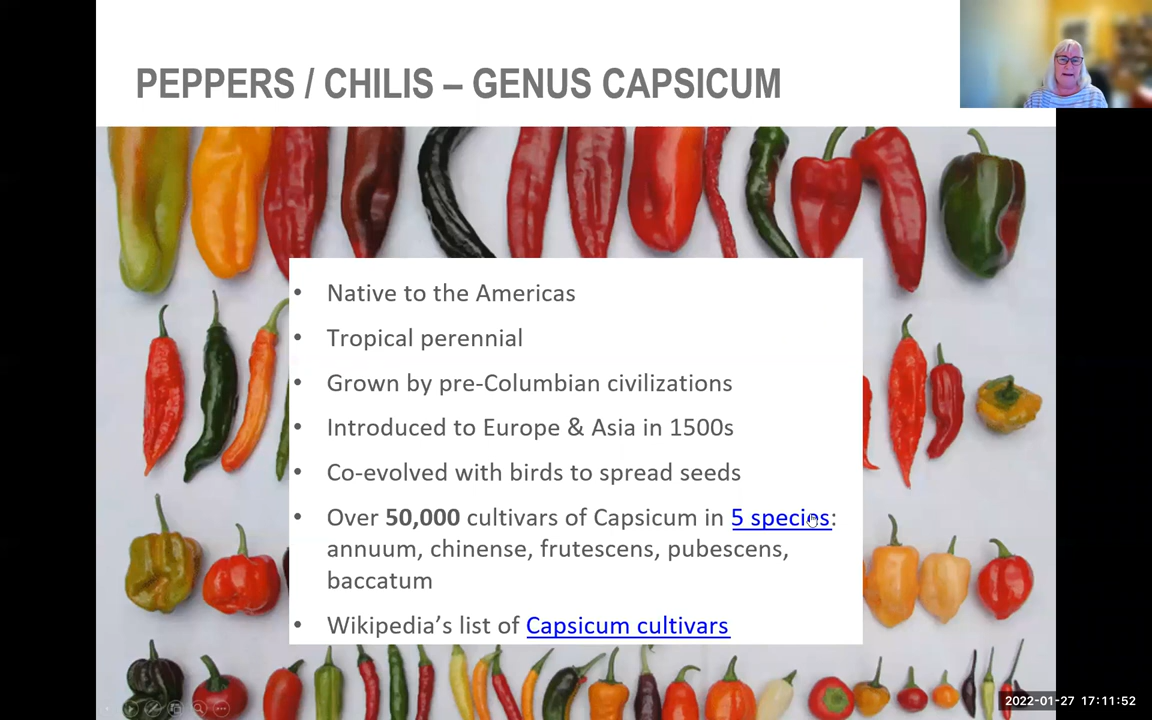 PEPPERS / CHILIS – GENUS CAPSICUM
• Native to the Americas
• Tropical perennial
• Grown by pre-Columbian civilizations
• Introduced to Europe & Asia in 1500s
• Co-evolved with birds to spread seeds
• Over 50,000 cultivars of Capsicum in 5 species:
annuum, chinense, frutescens, pubescens,
baccatum
• Wikipedia’s list of Capsicum cultivars
2022-01-27 17:11:52